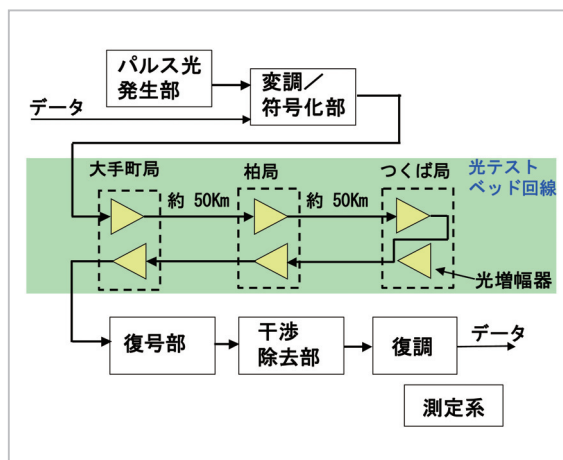 パルス光
発生部
変調／
符号化部
データ
大手町局
柏局
つくば局
光テスト
ベッド回線
約 50Km
約 50Km
光増幅器
復号部
干渉
除去部
復調
データ
測定系